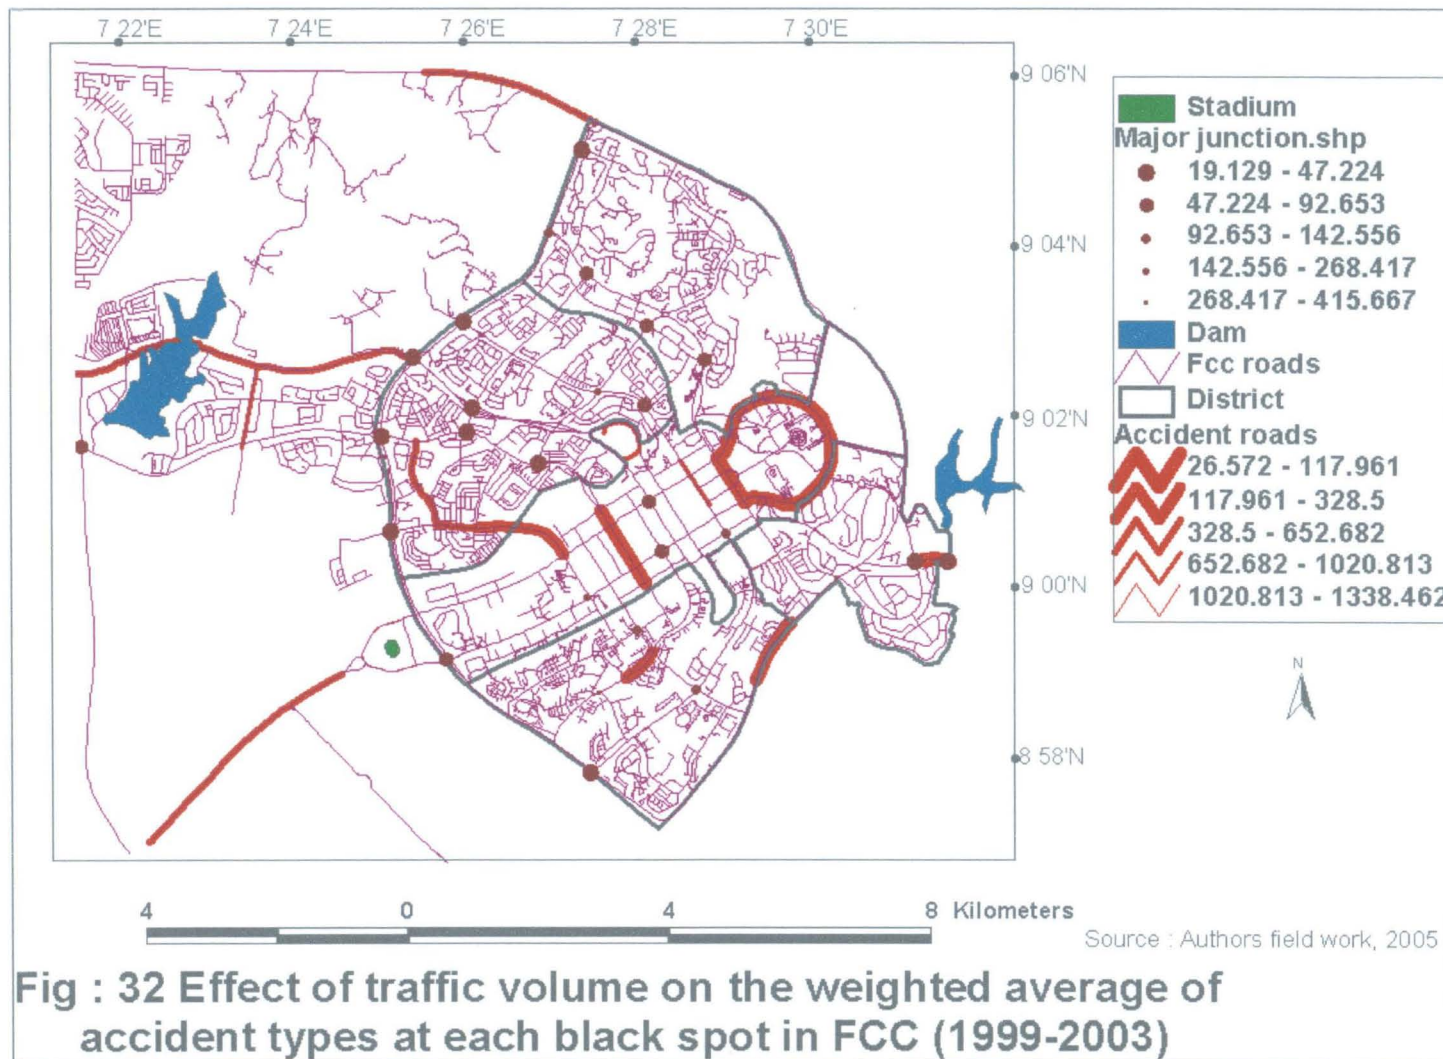 7 22'E 7 24'E 7 26'E 7 28'E 7 30'E
9 06'N
9 04'N
9 02'N
9 00'N
8 58'N
Stadium
Major junction.shp
19.129 - 47.224
47.224 - 92.653
92.653 - 142.556
142.556 - 268.417
268.417 - 415.667
Dam
Fcc roads
District
Accident roads
26.572 - 117.961
117.961 - 328.5
328.5 - 652.682
652.682 - 1020.813
1020.813 - 1338.462
N
4 0 4 8 Kilometers
Source : Authors field work, 2005
Fig : 32 Effect of traffic volume on the weighted average of
accident types at each black spot in FCC (1999-2003)